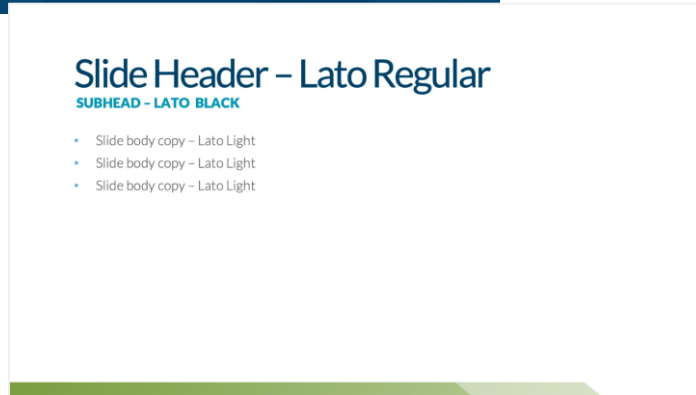 Slide Header – Lato Regular
SUBHEAD – LATO BLACK
• Slide body copy – Lato Light
• Slide body copy – Lato Light
• Slide body copy – Lato Light